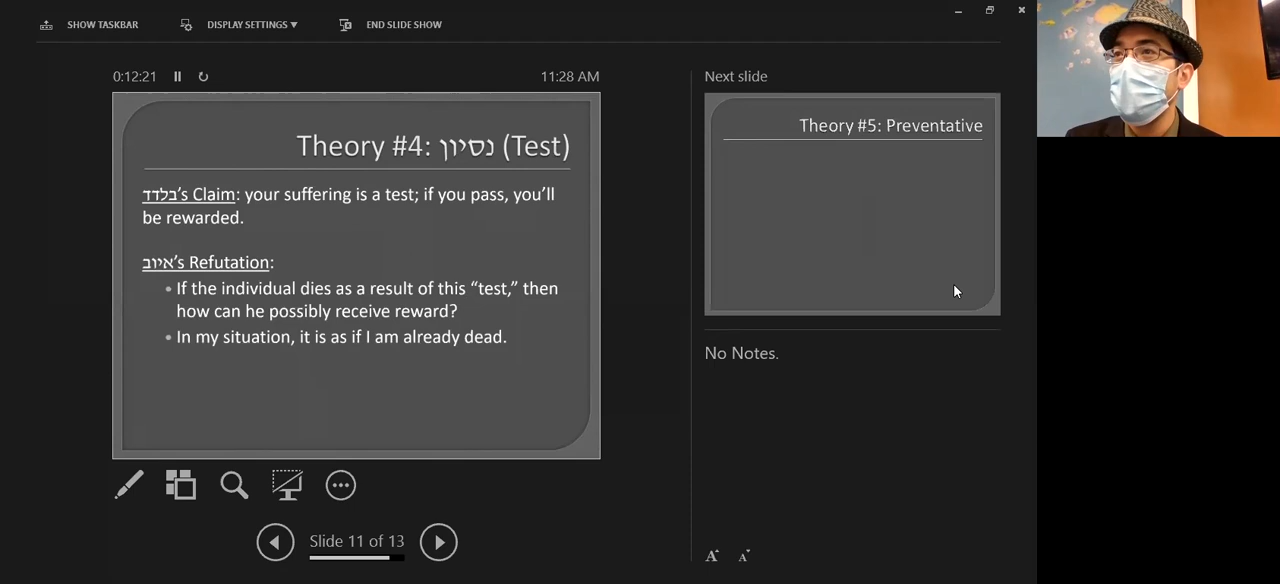 SHOW TASKBAR
DISPLAY SETTINGS ▼
END SLIDE SHOW
0:12:21
11:28 AM
Theory #4: נסיון (Test)
בלדד’s Claim: your suffering is a test; if you pass, you’ll
be rewarded.
איוב’s Refutation:
• If the individual dies as a result of this “test,” then
how can he possibly receive reward?
• In my situation, it is as if I am already dead.
Slide 11 of 13
Next slide
Theory #5: Preventative
No Notes.
A A